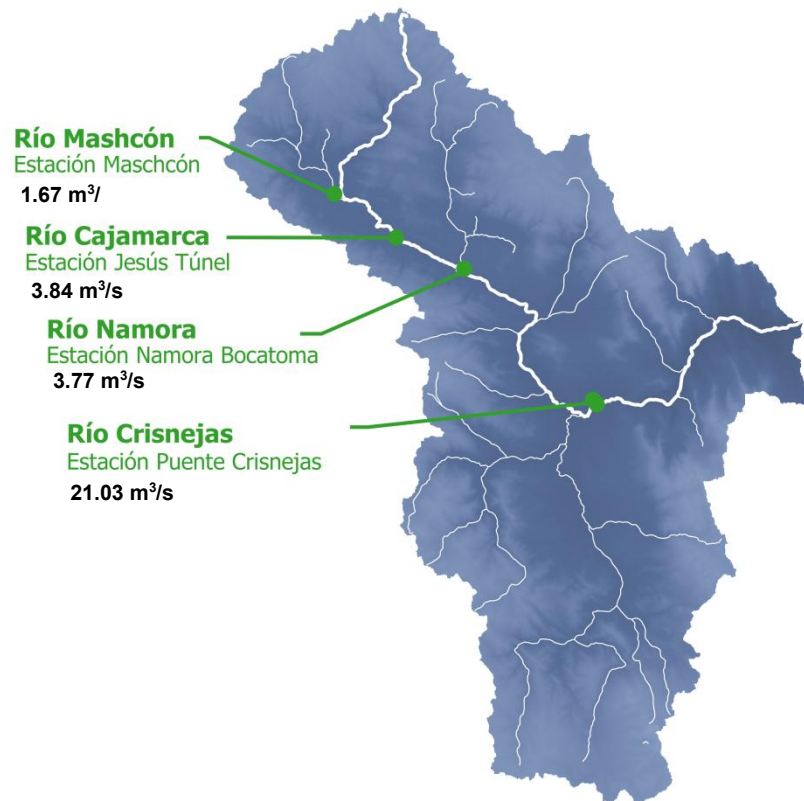 Río Mashcón
Estación Maschcón
1.67 m³/
Río Cajamarca
Estación Jesús Túnel
3.84 m³/s
Río Namora
Estación Namora Bocatoma
3.77 m³/s
Río Crisnejas
Estación Puente Crisnejas
21.03 m³/s